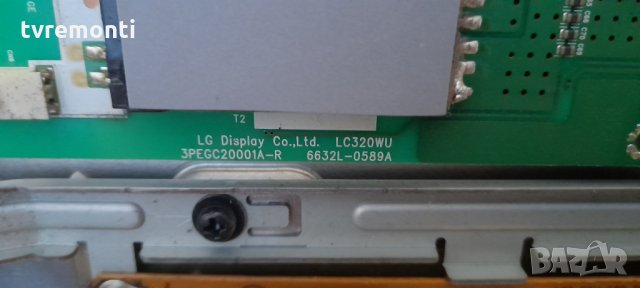 tvremonti
T2
LG Display Co.,Ltd. LC320WU
3PEGC20001A-R 6632L-0589A
BAZAR